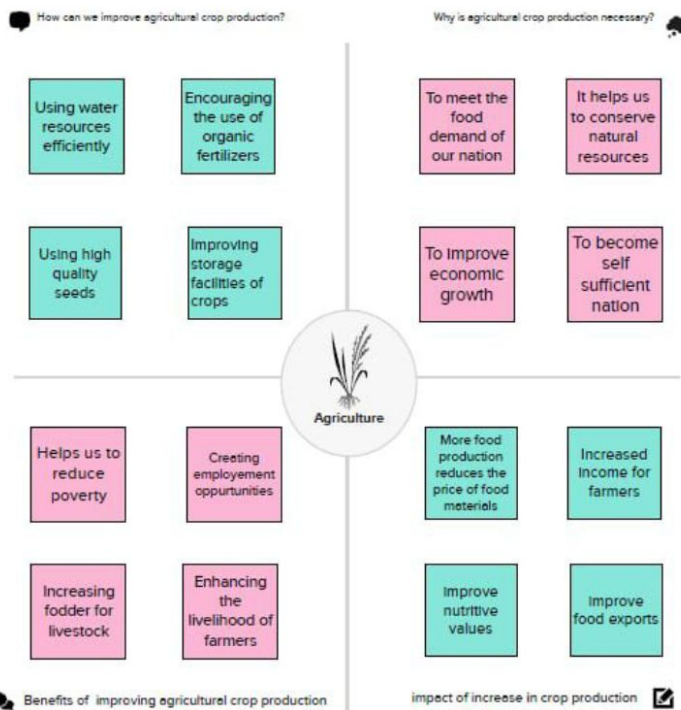 How can we improve agricultural crop production?
Using water
resources
efficiently
Encouraging
the use of
organic
fertilizers
Using high
quality
seeds
Improving
storage
facilities of
crops
Why is agricultural crop production necessary?
To meet the
food
demand of
our nation
It helps us
to conserve
natural
resources
To improve
economic
growth
To become
self
sufficient
nation
Agriculture
Helps us to
reduce
poverty
Creating
employement
oppurtunities
Increasing
fodder for
livestock
Enhancing
the
livelihood of
farmers
Benefits of improving agricultural crop production
More food
production
reduces the
price of food
materials
Increased
income for
farmers
Improve
nutritive
values
Improve
food exports
impact of increase in crop production